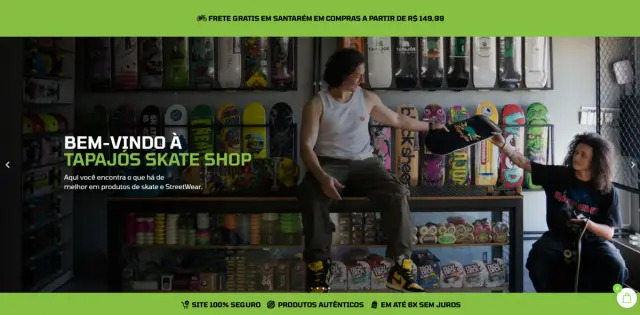 FRETE GRATIS EM SANTARÉM EM COMPRAS A PARTIR DE R$ 149,99
BEM-VINDO À
TAPAJÓS SKATE SHOP
Aqui você encontra o que há de
melhor em produtos de skate e StreetWear.
SITE 100% SEGURO PRODUTOS AUTÊNTICOS EM ATÉ 6X SEM JUROS